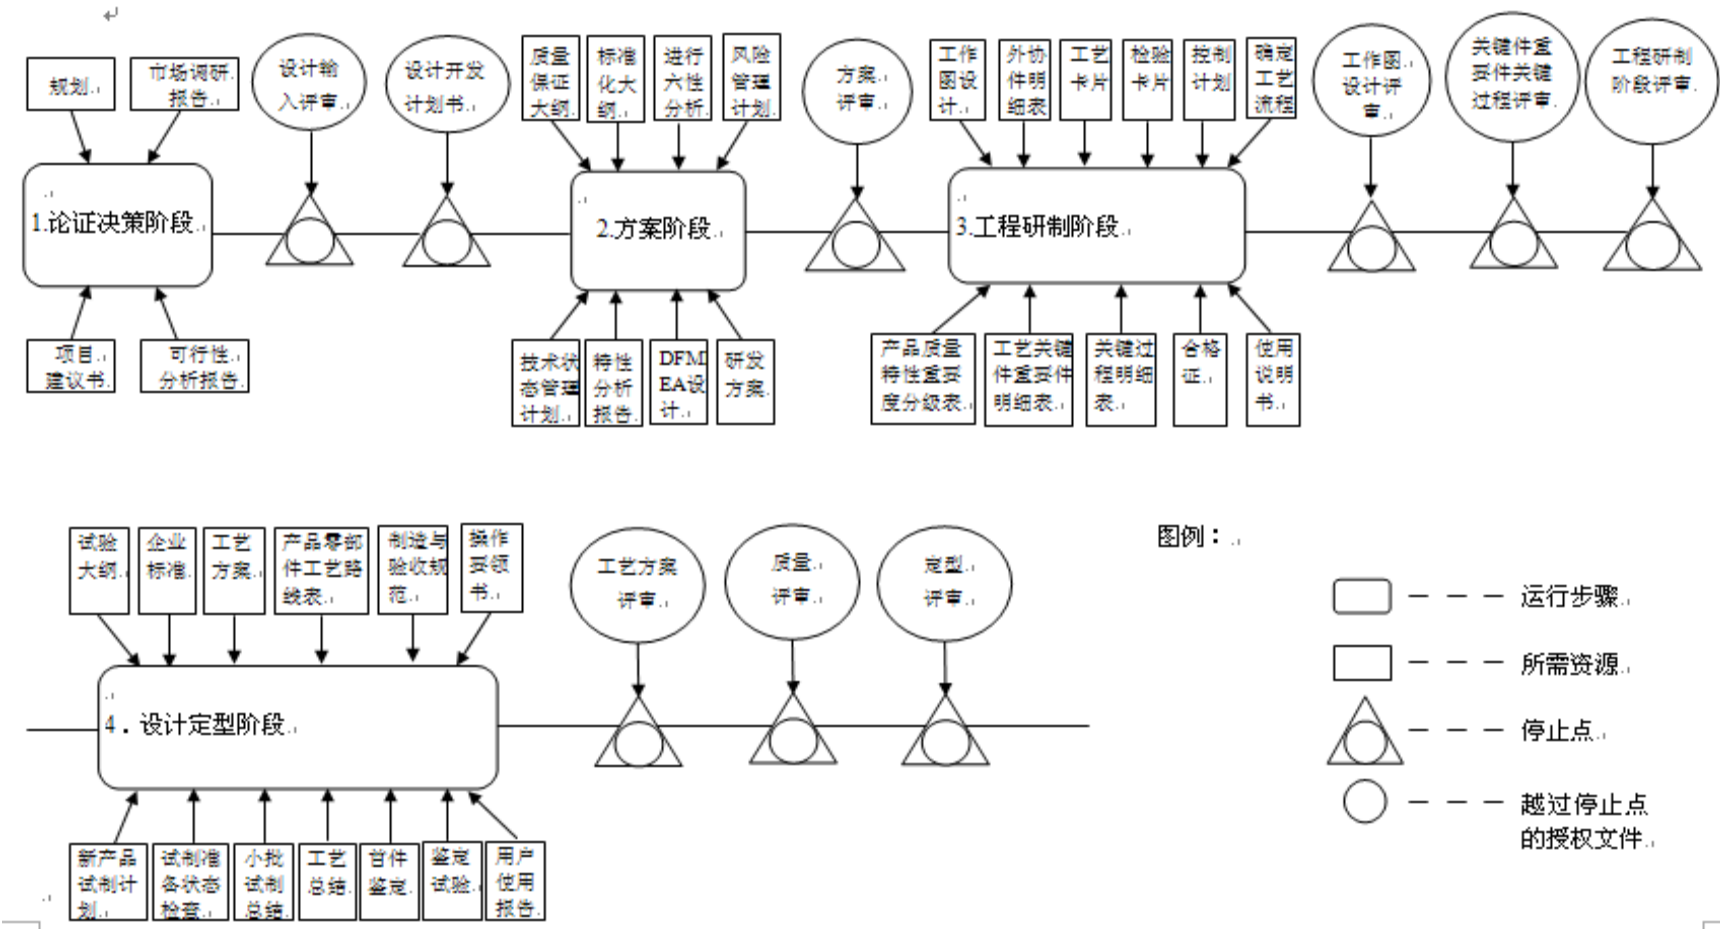 规划
市场调研
报告
设计输
入评审
设计开发
计划书
质量
保证
大纲
标准
化大
纲
进行
六性
分析
风险
管理
计划
方案
评审
工作
图设
计
外协
件明
细表
工艺
卡片
检验
卡片
控制
计划
确定
工艺
流程
工作图
设计评
审
关键件重
要件关键
过程评审
工程研制
阶段评审
1.论证决策阶段
2.方案阶段
3.工程研制阶段
项目
建议书
可行性
分析报告
技术状
态管理
计划
特性
分析
报告
DFM
EA设
计
研发
方案
产品质量
特性重要
度分级表
工艺关键
件重要件
明细表
关键过
程明细
表
合格
证
使用
说明
书
试验
大纲
企业
标准
工艺
方案
产品零部
件工艺路
线表
制造与
验收规
范
操作
要领
书
工艺方案
评审
质量
评审
定型
评审
4．设计定型阶段
新产品
试制计
划
试制准
备状态
检查
小批
试制
总结
工艺
总结
首件
鉴定
鉴定
试验
用户
使用
报告
图例：
运行步骤
所需资源
停止点
越过停止点
的授权文件